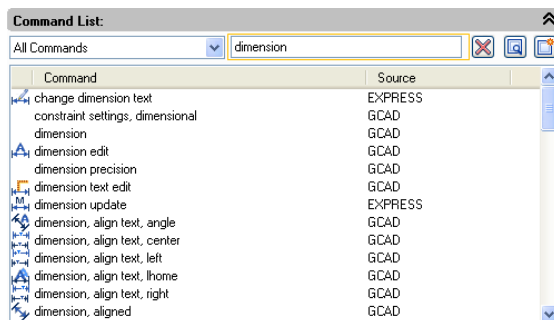 Command List:
All Commands dimension
Command Source
change dimension text EXPRESS
constraint settings, dimensional GCAD
dimension GCAD
dimension edit GCAD
dimension precision GCAD
dimension text edit GCAD
dimension update EXPRESS
dimension, align text, angle GCAD
dimension, align text, center GCAD
dimension, align text, left GCAD
dimension, align text, lhome GCAD
dimension, align text, right GCAD
dimension, aligned GCAD